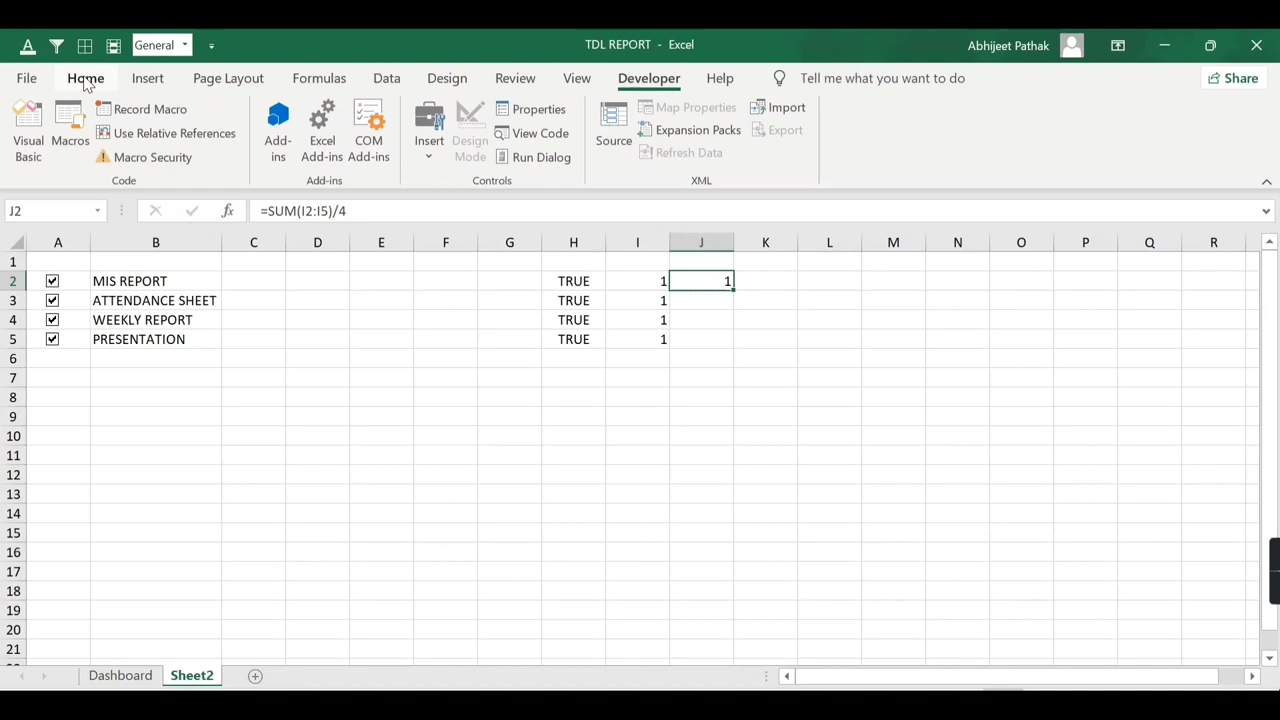 General
TDL REPORT - Excel
Abhijeet Pathak
File Home Insert Page Layout Formulas Data Design Review View Developer Help Tell me what you want to do Share
Visual Basic
Macros
Record Macro
Use Relative References
Macro Security
Code
Add-ins
Excel Add-ins
COM Add-ins
Add-ins
Insert
Design Mode
Properties
View Code
Run Dialog
Controls
Source
Map Properties
Expansion Packs
Refresh Data
Import
Export
XML
J2 fx =SUM(I2:I5)/4
A B C D E F G H I J K L M N O P Q R
1
2 MIS REPORT TRUE 1 1
3 ATTENDANCE SHEET TRUE 1
4 WEEKLY REPORT TRUE 1
5 PRESENTATION TRUE 1
6
7
8
9
10
11
12
13
14
15
16
17
18
19
20
21
Dashboard Sheet2